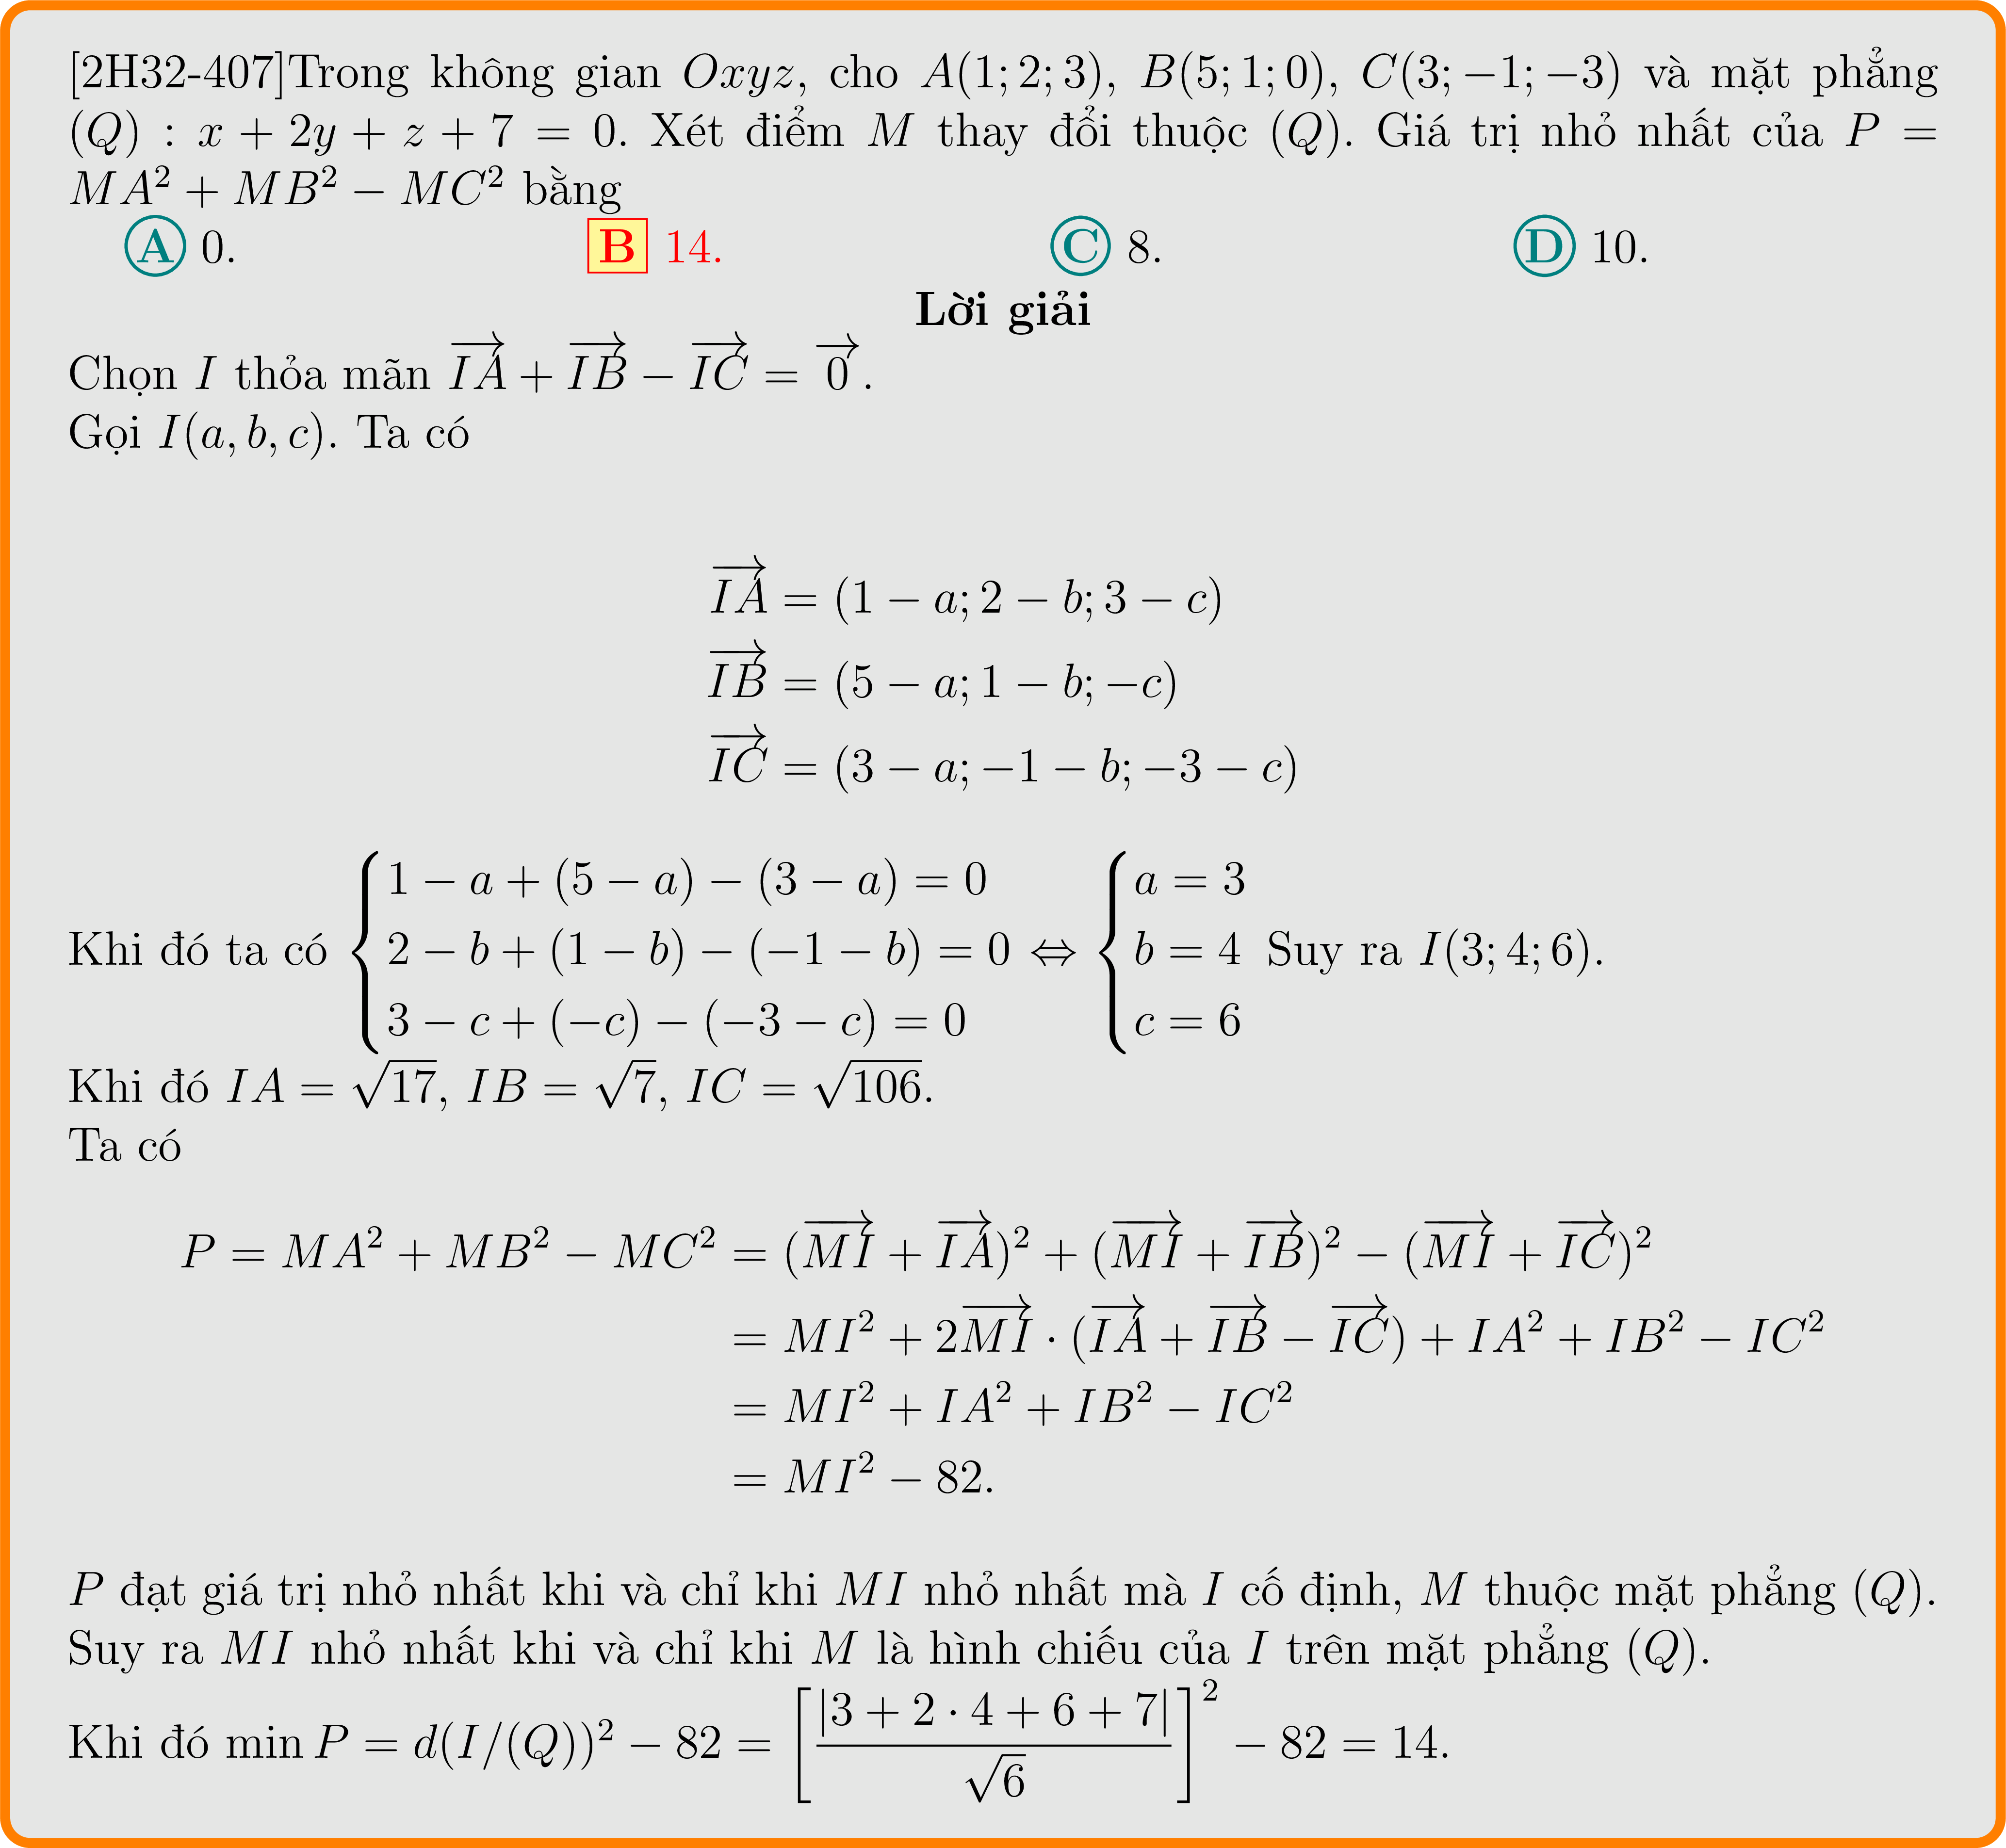 [2H32-407]Trong không gian Oxyz, cho A(1; 2; 3), B(5; 1; 0), C(3; −1; −3) và mặt phẳng
(Q) : x + 2y + z + 7 = 0. Xét điểm M thay đổi thuộc (Q). Giá trị nhỏ nhất của P =
MA² + MB² − MC² bằng
A 0. B 14. C 8. D 10.
Lời giải
Chọn I thỏa mãn $\overrightarrow{IA} + \overrightarrow{IB} - \overrightarrow{IC} = \overrightarrow{0}$.
Gọi I(a, b, c). Ta có
$\overrightarrow{IA} = (1 - a; 2 - b; 3 - c)$
$\overrightarrow{IB} = (5 - a; 1 - b; -c)$
$\overrightarrow{IC} = (3 - a; -1 - b; -3 - c)$
Khi đó ta có $\begin{cases} 1 - a + (5 - a) - (3 - a) = 0 \\ 2 - b + (1 - b) - (-1 - b) = 0 \\ 3 - c + (-c) - (-3 - c) = 0 \end{cases} \Leftrightarrow \begin{cases} a = 3 \\ b = 4 \\ c = 6 \end{cases}$ Suy ra I(3; 4; 6).
Khi đó $IA = \sqrt{17}$, $IB = \sqrt{7}$, $IC = \sqrt{106}$.
Ta có
$P = MA^2 + MB^2 - MC^2 = (\overrightarrow{MI} + \overrightarrow{IA})^2 + (\overrightarrow{MI} + \overrightarrow{IB})^2 - (\overrightarrow{MI} + \overrightarrow{IC})^2$
$= MI^2 + 2\overrightarrow{MI} \cdot (\overrightarrow{IA} + \overrightarrow{IB} - \overrightarrow{IC}) + IA^2 + IB^2 - IC^2$
$= MI^2 + IA^2 + IB^2 - IC^2$
$= MI^2 - 82.$
P đạt giá trị nhỏ nhất khi và chỉ khi MI nhỏ nhất mà I cố định, M thuộc mặt phẳng (Q).
Suy ra MI nhỏ nhất khi và chỉ khi M là hình chiếu của I trên mặt phẳng (Q).
Khi đó $\min P = d(I/(Q))^2 - 82 = \left[ \frac{|3 + 2 \cdot 4 + 6 + 7|}{\sqrt{6}} \right]^2 - 82 = 14.$